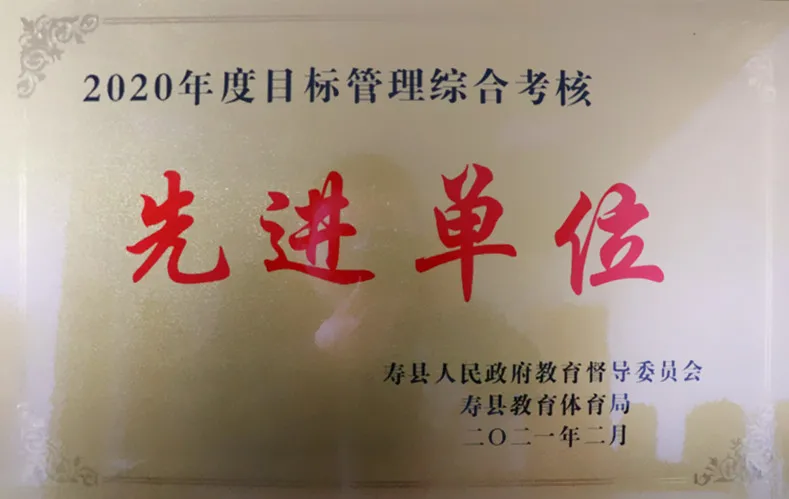 2020年度目标管理综合考核
先进单位
寿县人民政府教育督导委员会
寿县教育体育局
二〇二一年二月